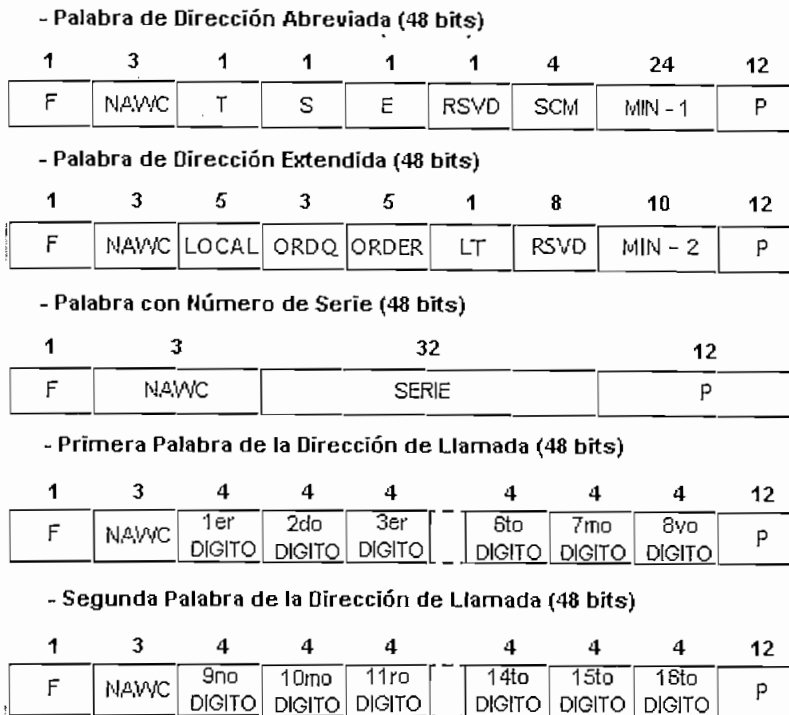 - Palabra de Dirección Abreviada (48 bits)
1 3 1 1 1 1 4 24 12
F NAWC T S E RSVD SCM MIN - 1 P
- Palabra de Dirección Extendida (48 bits)
1 3 5 3 5 1 8 10 12
F NAWC LOCAL ORDQ ORDER LT RSVD MIN - 2 P
- Palabra con Número de Serie (48 bits)
1 3 32 12
F NAWC SERIE P
- Primera Palabra de la Dirección de Llamada (48 bits)
1 3 4 4 4 4 4 4 12
F NAWC 1er DIGITO 2do DIGITO 3er DIGITO 6to DIGITO 7mo DIGITO 8vo DIGITO P
- Segunda Palabra de la Dirección de Llamada (48 bits)
1 3 4 4 4 4 4 4 12
F NAWC 9no DIGITO 10mo DIGITO 11ro DIGITO 14to DIGITO 15to DIGITO 16to DIGITO P